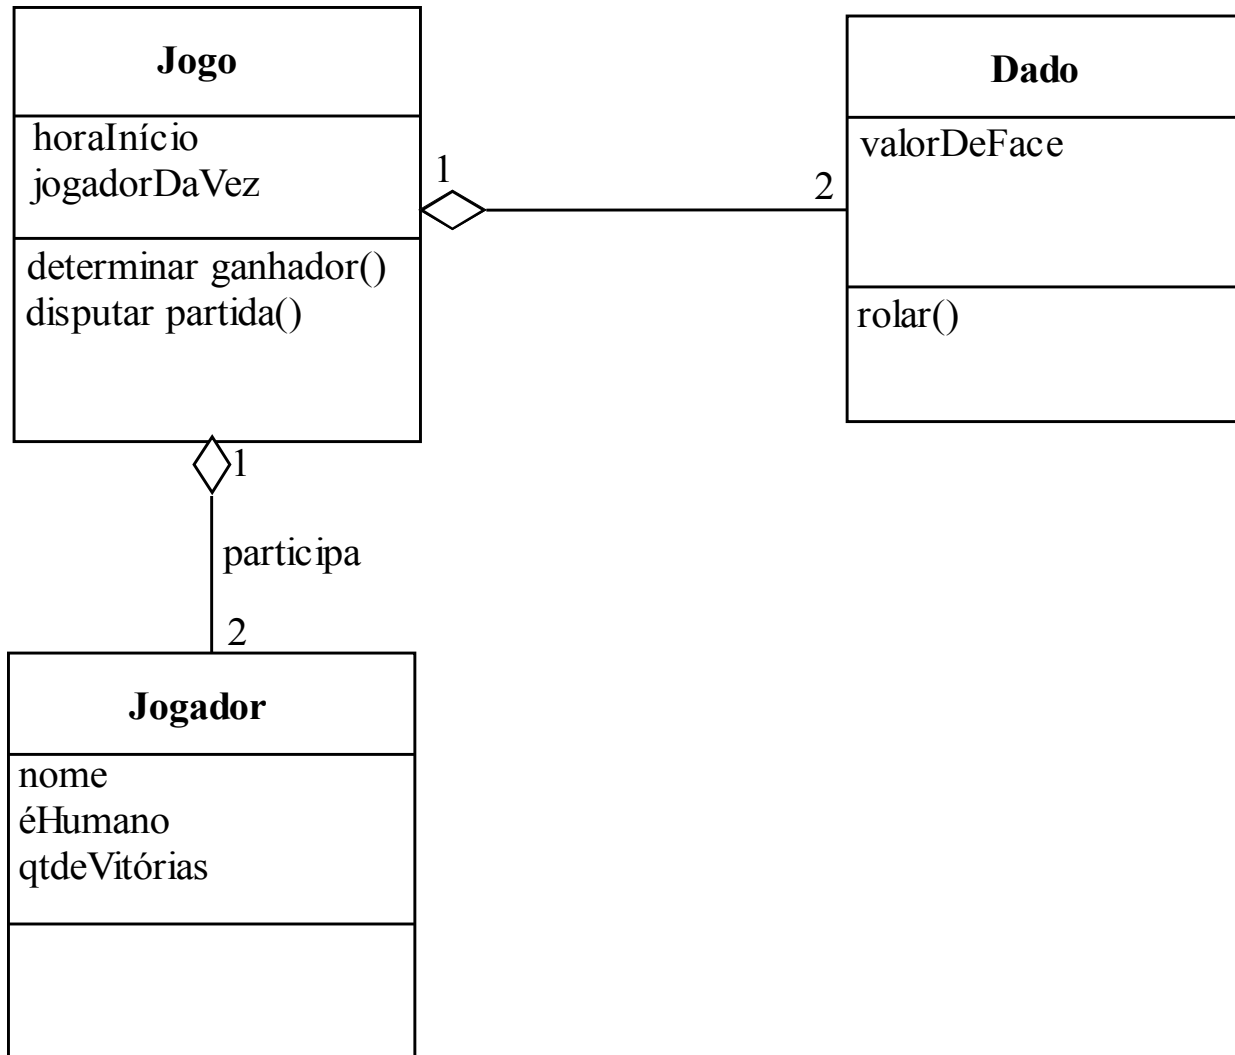 Jogo
horaInício
jogadorDaVez
determinar ganhador()
disputar partida()
1
2
Dado
valorDeFace
rolar()
1
participa
2
Jogador
nome
éHumano
qtdeVitórias